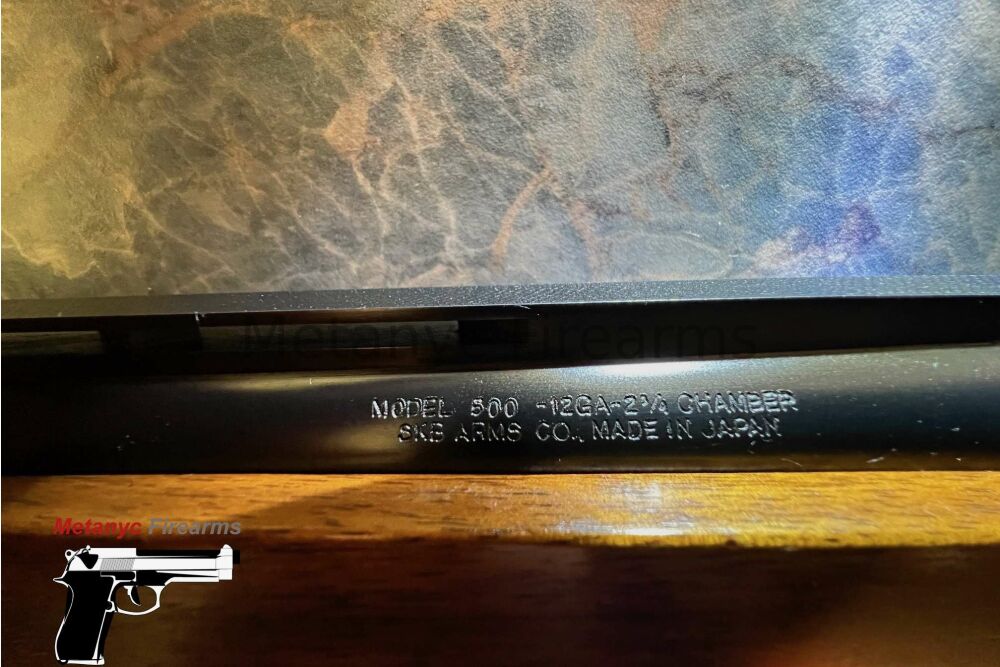 Metanyc Firearms
MODEL 500 -12GA-2¾ CHAMBER
SKB ARMS CO., MADE IN JAPAN
Metanyc Firearms